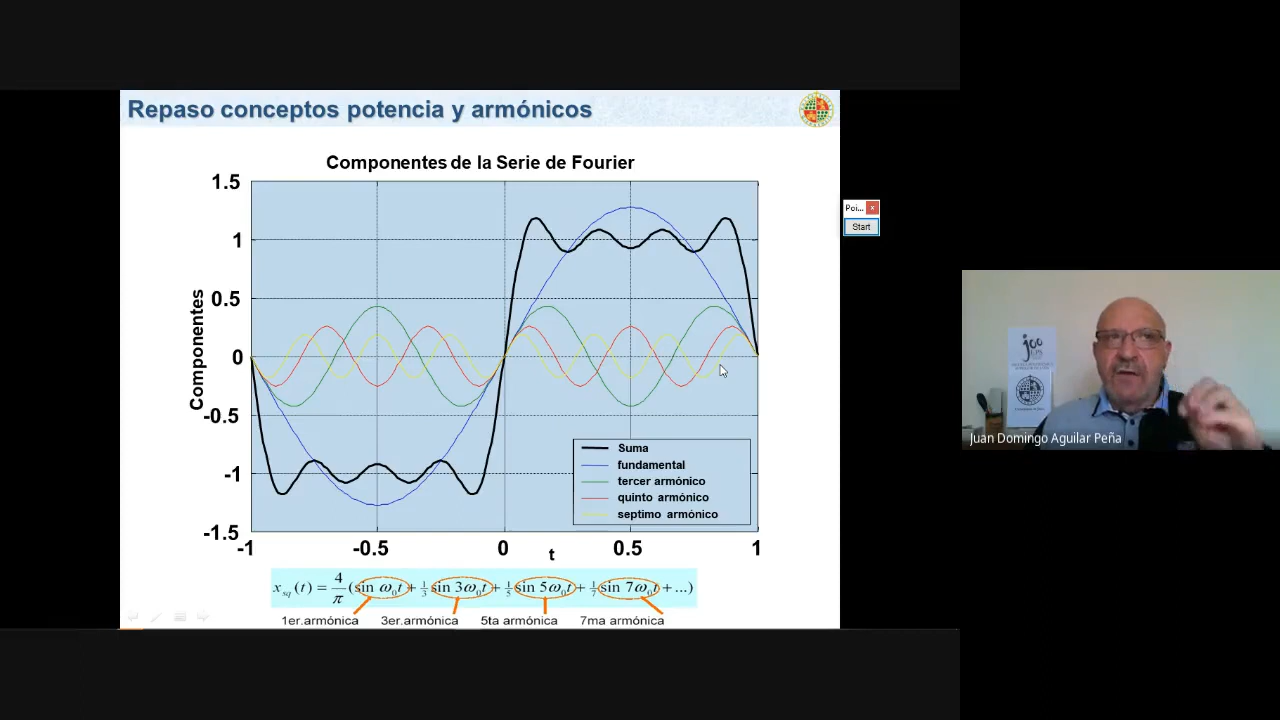 Repaso conceptos potencia y armónicos
Componentes de la Serie de Fourier
1.5
1
0.5
0
-0.5
-1
-1.5
Componentes
-1
-0.5
0
0.5
1
t
Suma
fundamental
tercer armónico
quinto armónico
septimo armónico
x_sq (t) = 4/π (sin ω₀t + 1/3 sin 3ω₀t + 1/5 sin 5ω₀t + 1/7 sin 7ω₀t + ...)
1er.armónica 3er.armónica 5ta armónica 7ma armónica
Poi... x
Start
joo
Juan Domingo Aguilar Peña